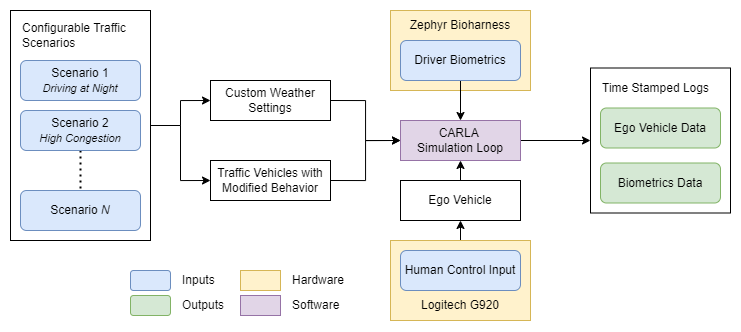 Configurable Traffic
Scenarios
Scenario 1
Driving at Night
Scenario 2
High Congestion
Scenario N
Custom Weather
Settings
Traffic Vehicles with
Modified Behavior
Zephyr Bioharness
Driver Biometrics
CARLA
Simulation Loop
Ego Vehicle
Human Control Input
Logitech G920
Time Stamped Logs
Ego Vehicle Data
Biometrics Data
Inputs
Hardware
Outputs
Software